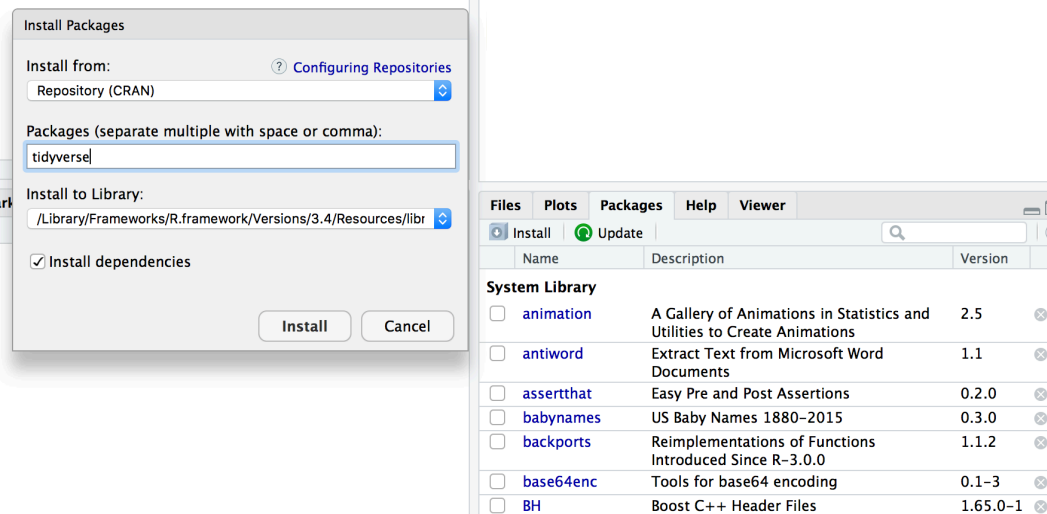 Install Packages
Install from:
? Configuring Repositories
Repository (CRAN)
Packages (separate multiple with space or comma):
tidyverse
Install to Library:
/Library/Frameworks/R.framework/Versions/3.4/Resources/libr
Install dependencies
Install Cancel
Files Plots Packages Help Viewer
Install Update
Name Description Version
System Library
animation A Gallery of Animations in Statistics and 2.5
Utilities to Create Animations
antiword Extract Text from Microsoft Word 1.1
Documents
assertthat Easy Pre and Post Assertions 0.2.0
babynames US Baby Names 1880-2015 0.3.0
backports Reimplementations of Functions 1.1.2
Introduced Since R-3.0.0
base64enc Tools for base64 encoding 0.1-3
BH Boost C++ Header Files 1.65.0-1